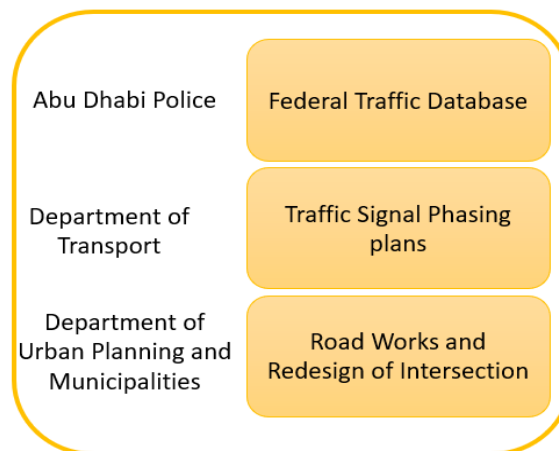 Abu Dhabi Police
Federal Traffic Database
Department of
Transport
Traffic Signal Phasing
plans
Department of
Urban Planning and
Municipalities
Road Works and
Redesign of Intersection